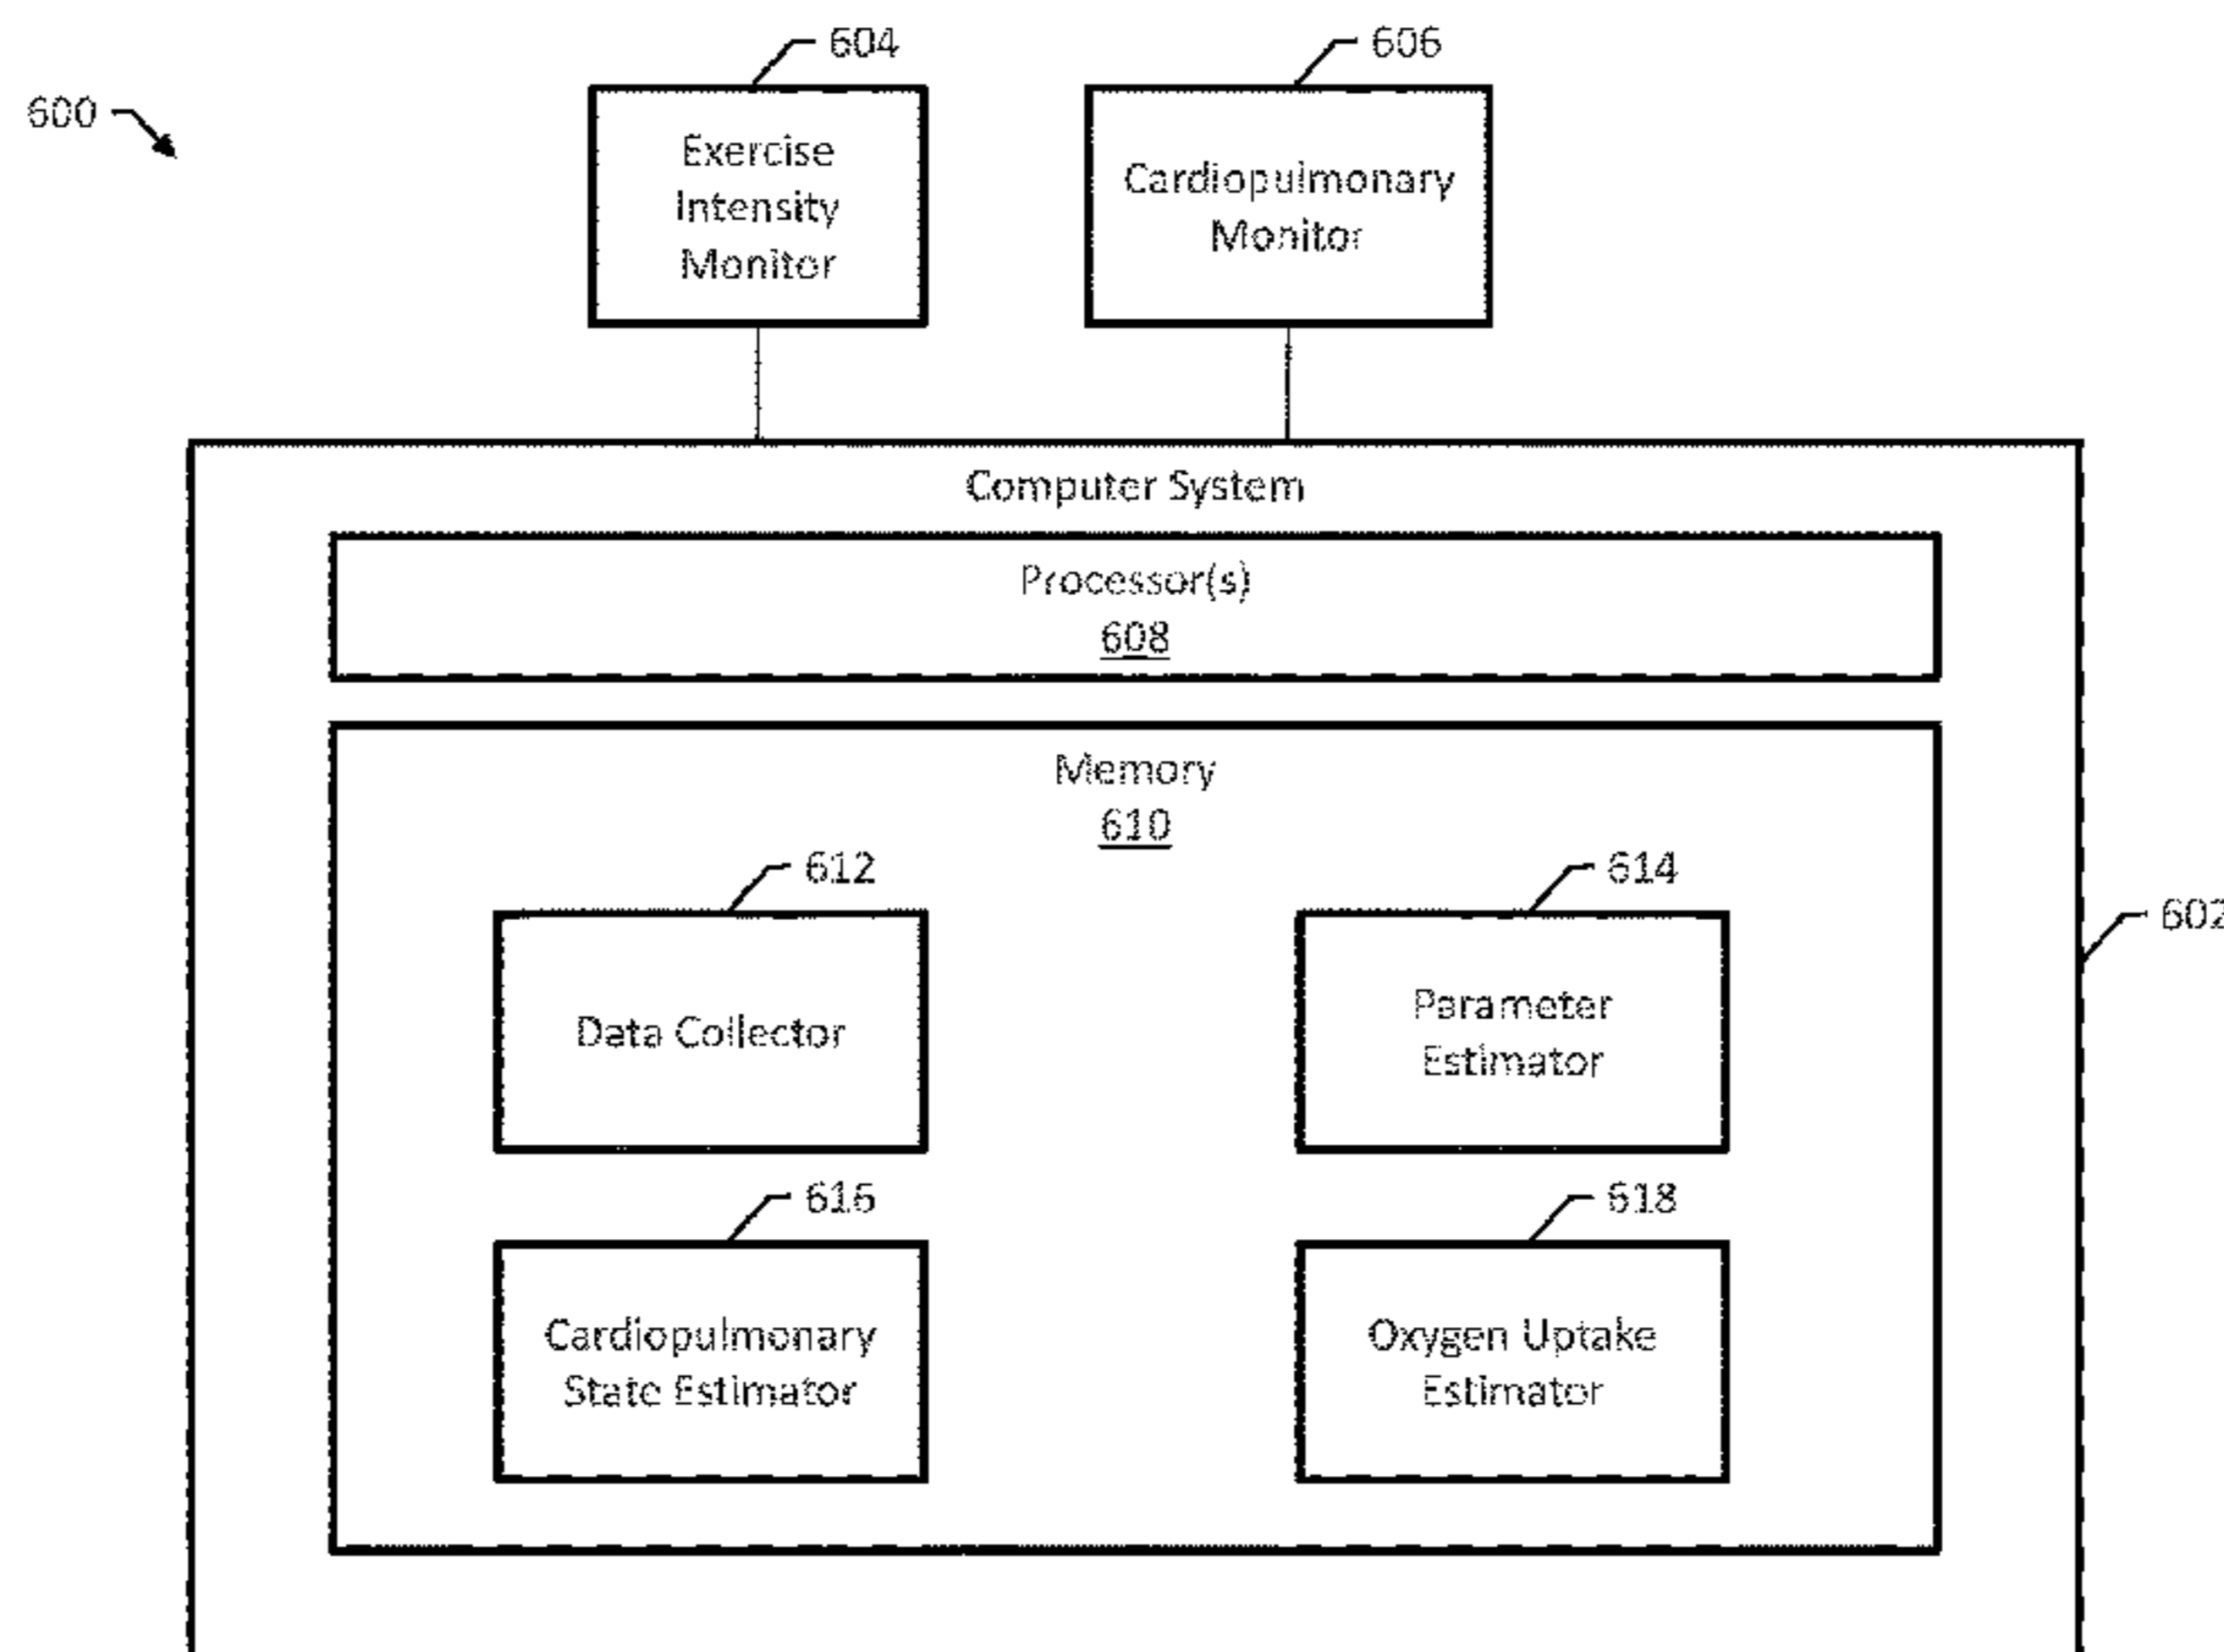 604
606
600
Exercise
Intensity
Monitor
Cardiopulmonary
Monitor
Computer System
Processor(s)
608
Memory
610
612
614
602
Data Collector
Parameter
Estimator
616
618
Cardiopulmonary
State Estimator
Oxygen Uptake
Estimator